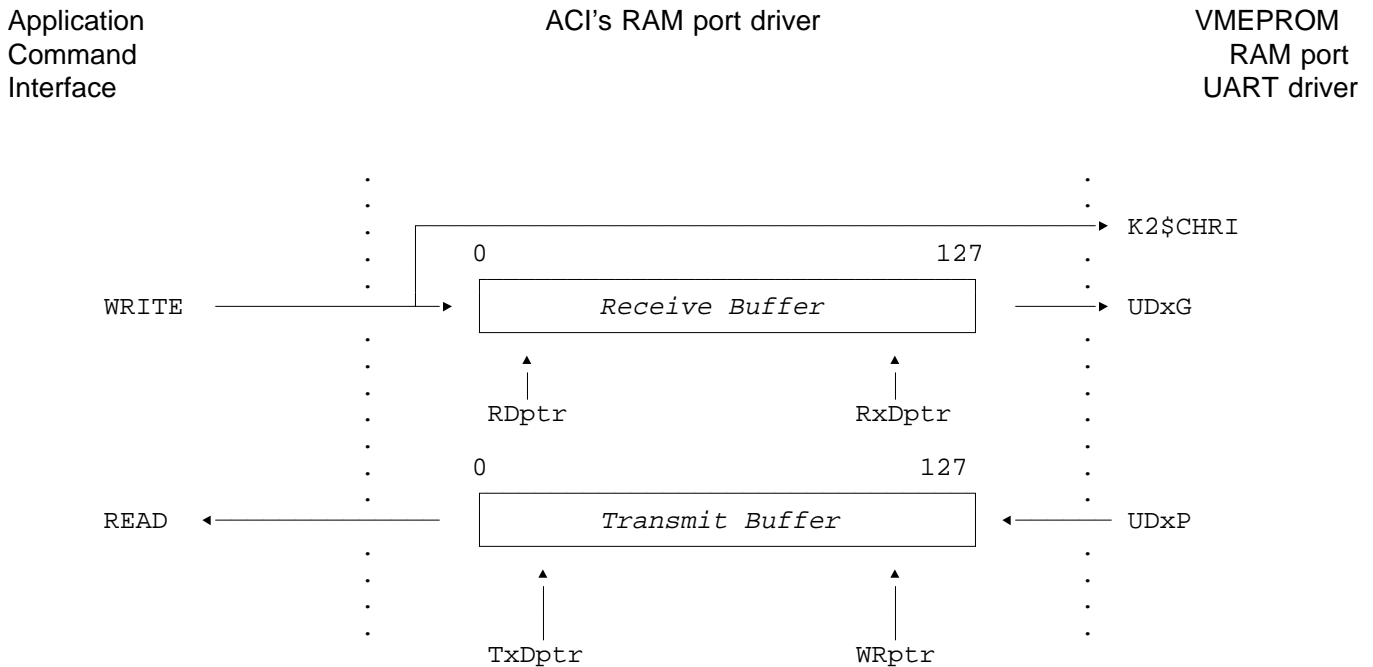 Application ACI's RAM port driver VMEPROM
Command RAM port
Interface UART driver
K2$CHRI
0 127
WRITE Receive Buffer UDxG
RDptr RxDptr
0 127
READ Transmit Buffer UDxP
TxDptr WRptr